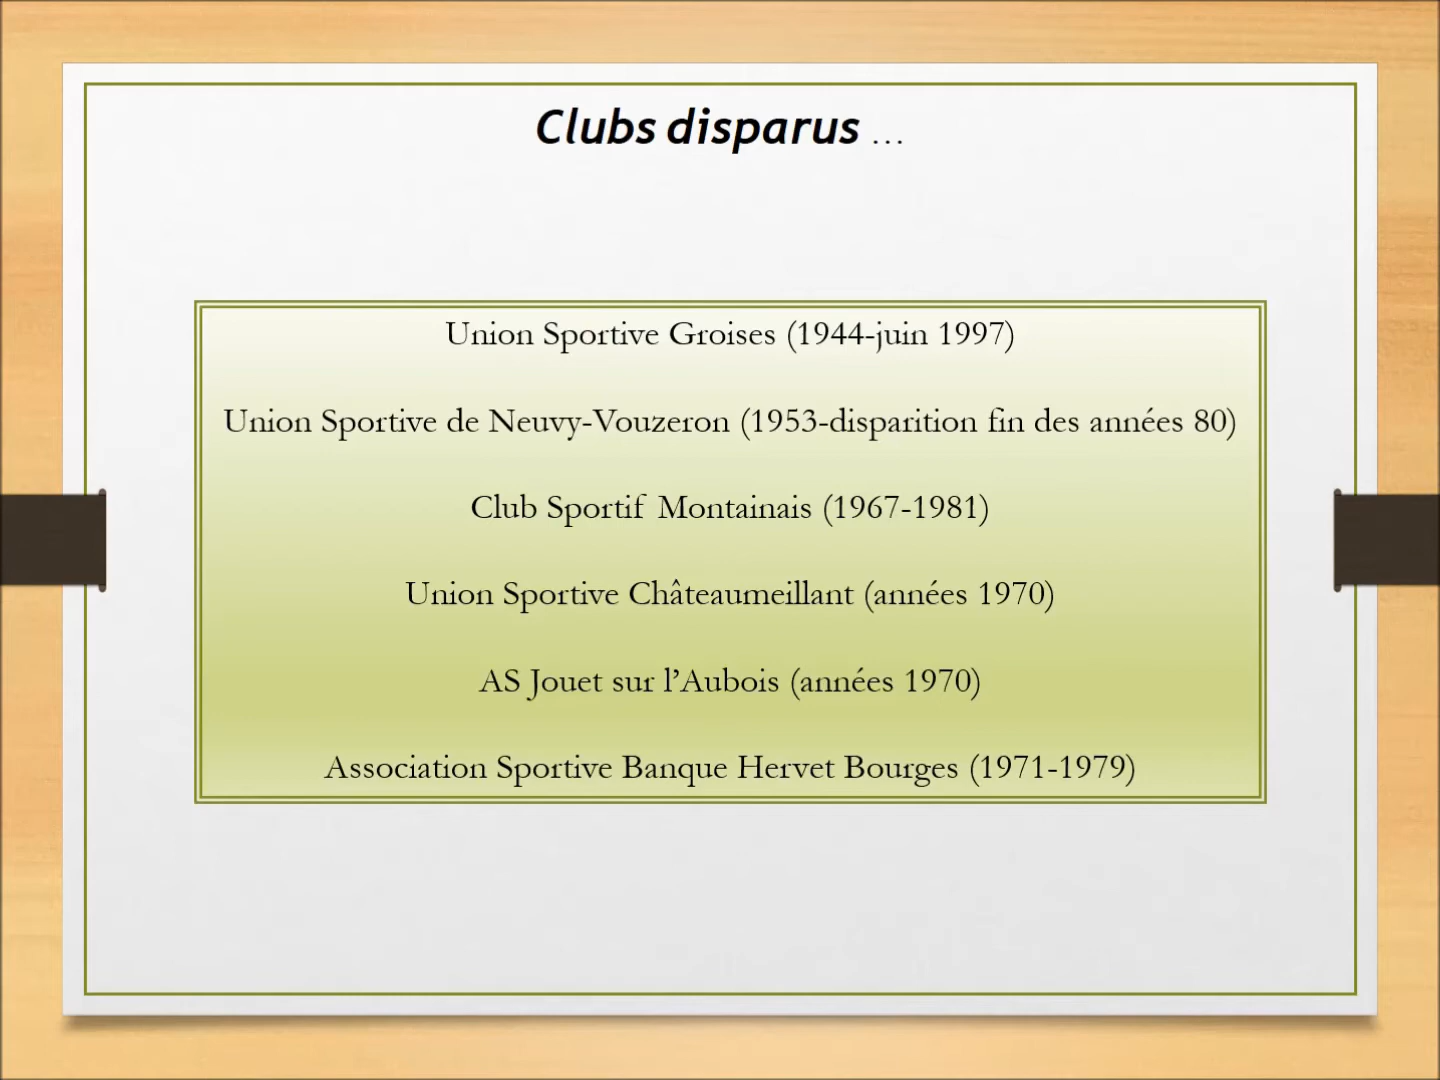 Clubs disparus ...
Union Sportive Groises (1944-juin 1997)
Union Sportive de Neuvy-Vouzeron (1953-disparition fin des années 80)
Club Sportif Montainais (1967-1981)
Union Sportive Châteaumeillant (années 1970)
AS Jouet sur l’Aubois (années 1970)
Association Sportive Banque Hervet Bourges (1971-1979)